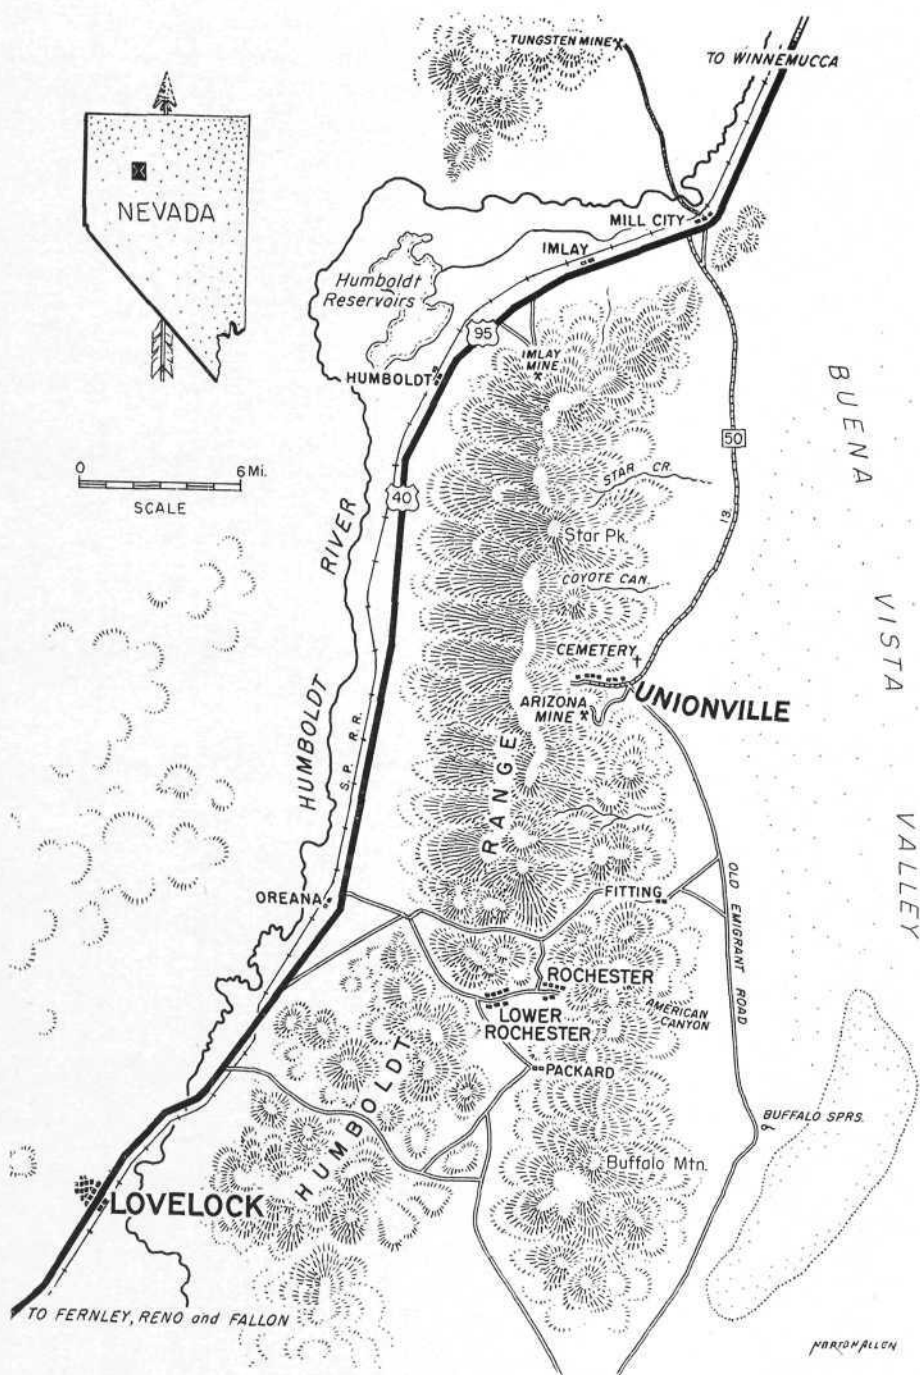 TUNGSTEN MINE
TO WINNEMUCCA
NEVADA
MILL CITY
IMLAY
Humboldt
Reservoirs
95
IMLAY
MINE
HUMBOLDT
BUENA
VISTA
VALLEY
50
0 6 Mi.
SCALE
40
STAR CR.
13
Star Pk.
RIVER
COYOTE CAN.
CEMETERY
UNIONVILLE
ARIZONA
MINE
HUMBOLDT
S. P. R. R.
RANGE
OREANA
FITTING
OLD EMIGRANT ROAD
ROCHESTER
LOWER
ROCHESTER
AMERICAN
CANYON
PACKARD
HUMBOLDT
BUFFALO SPRS.
Buffalo Mtn.
LOVELOCK
TO FERNLEY, RENO and FALLON
NORTON ALLEN